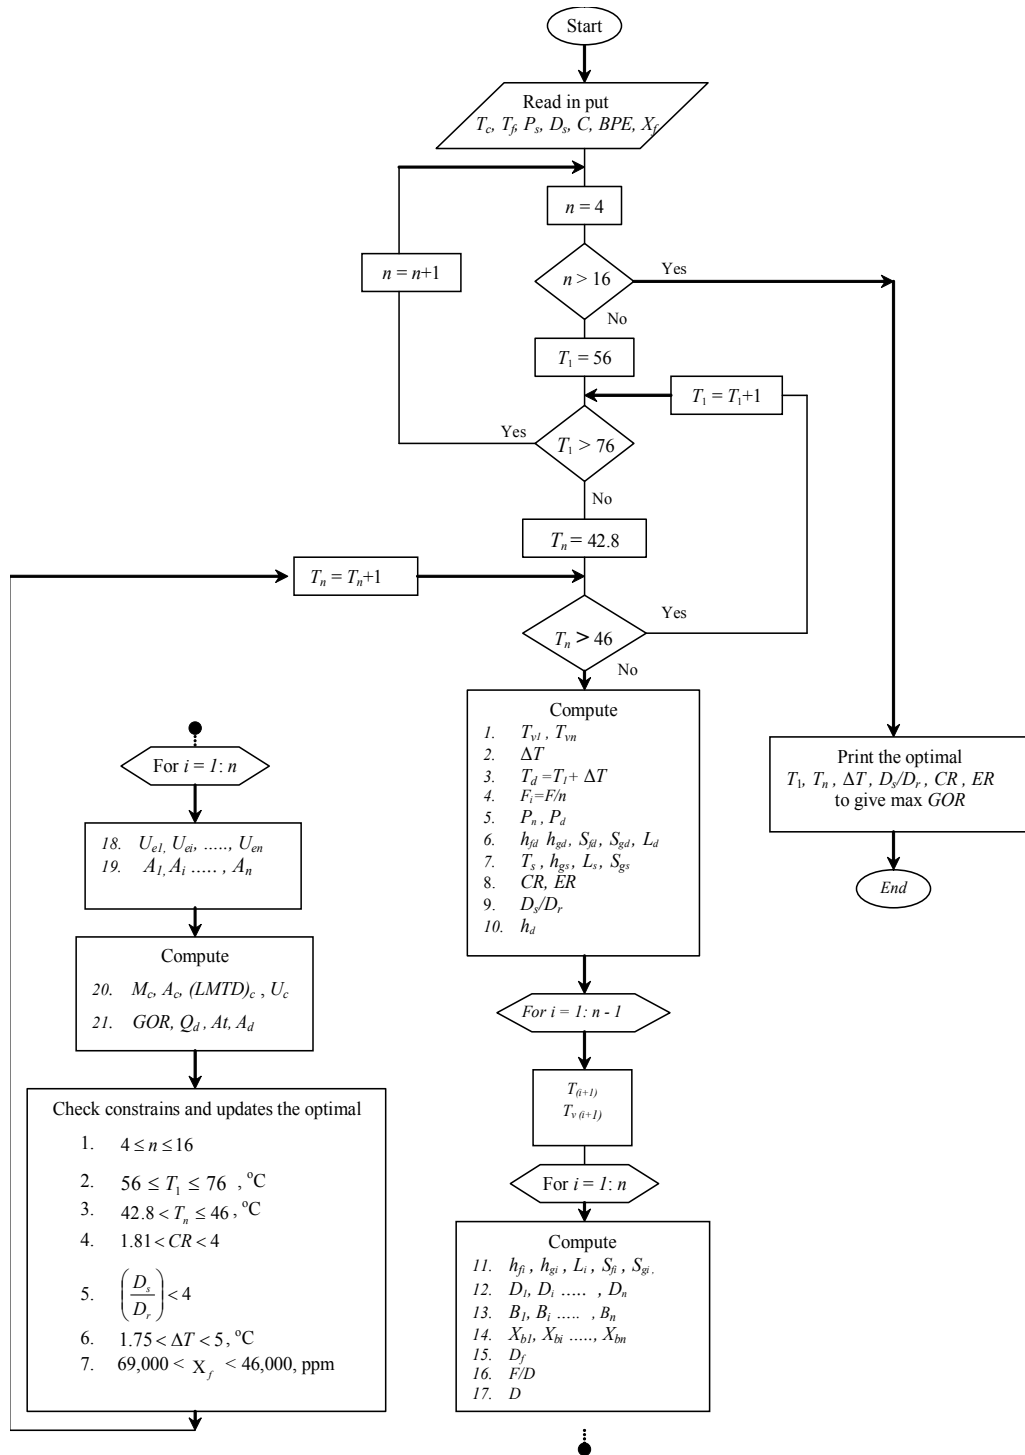 Start
Read in put
T_c, T_f, P_s, D_s, C, BPE, X_f
n = 4
n = n+1
n > 16
Yes
No
T_1 = 56
T_1 = T_1+1
Yes
T_1 > 76
No
T_n = 42.8
T_n = T_n+1
T_n > 46
Yes
No
Compute
1. T_v1 , T_vn
2. ΔT
3. T_d =T_1+ ΔT
4. F_i=F/n
5. P_n , P_d
6. h_fd h_gd, S_fd, S_gd, L_d
7. T_s, h_gs, L_s, S_gs
8. CR, ER
9. D_s/D_r
10. h_d
For i = 1: n - 1
T_(i+1)
T_v (i+1)
For i = 1: n
Compute
11. h_fi , h_gi , L_i , S_fi , S_gi .
12. D_1, D_i ..... , D_n
13. B_1, B_i ..... , B_n
14. X_b1, X_bi ....., X_bn
15. D_f
16. F/D
17. D
For i = 1: n
18. U_e1, U_ei, ....., U_en
19. A_1, A_i ..... , A_n
Compute
20. M_c, A_c, (LMTD)_c , U_c
21. GOR, Q_d , At, A_d
Check constrains and updates the optimal
1. 4 ≤ n ≤ 16
2. 56 ≤ T_1 ≤ 76 , °C
3. 42.8 < T_n ≤ 46 , °C
4. 1.81 < CR < 4
5. (D_s/D_r) < 4
6. 1.75 < ΔT < 5 , °C
7. 69,000 < X_f < 46,000, ppm
Print the optimal
T_1, T_n , ΔT , D_s/D_r , CR, ER
to give max GOR
End